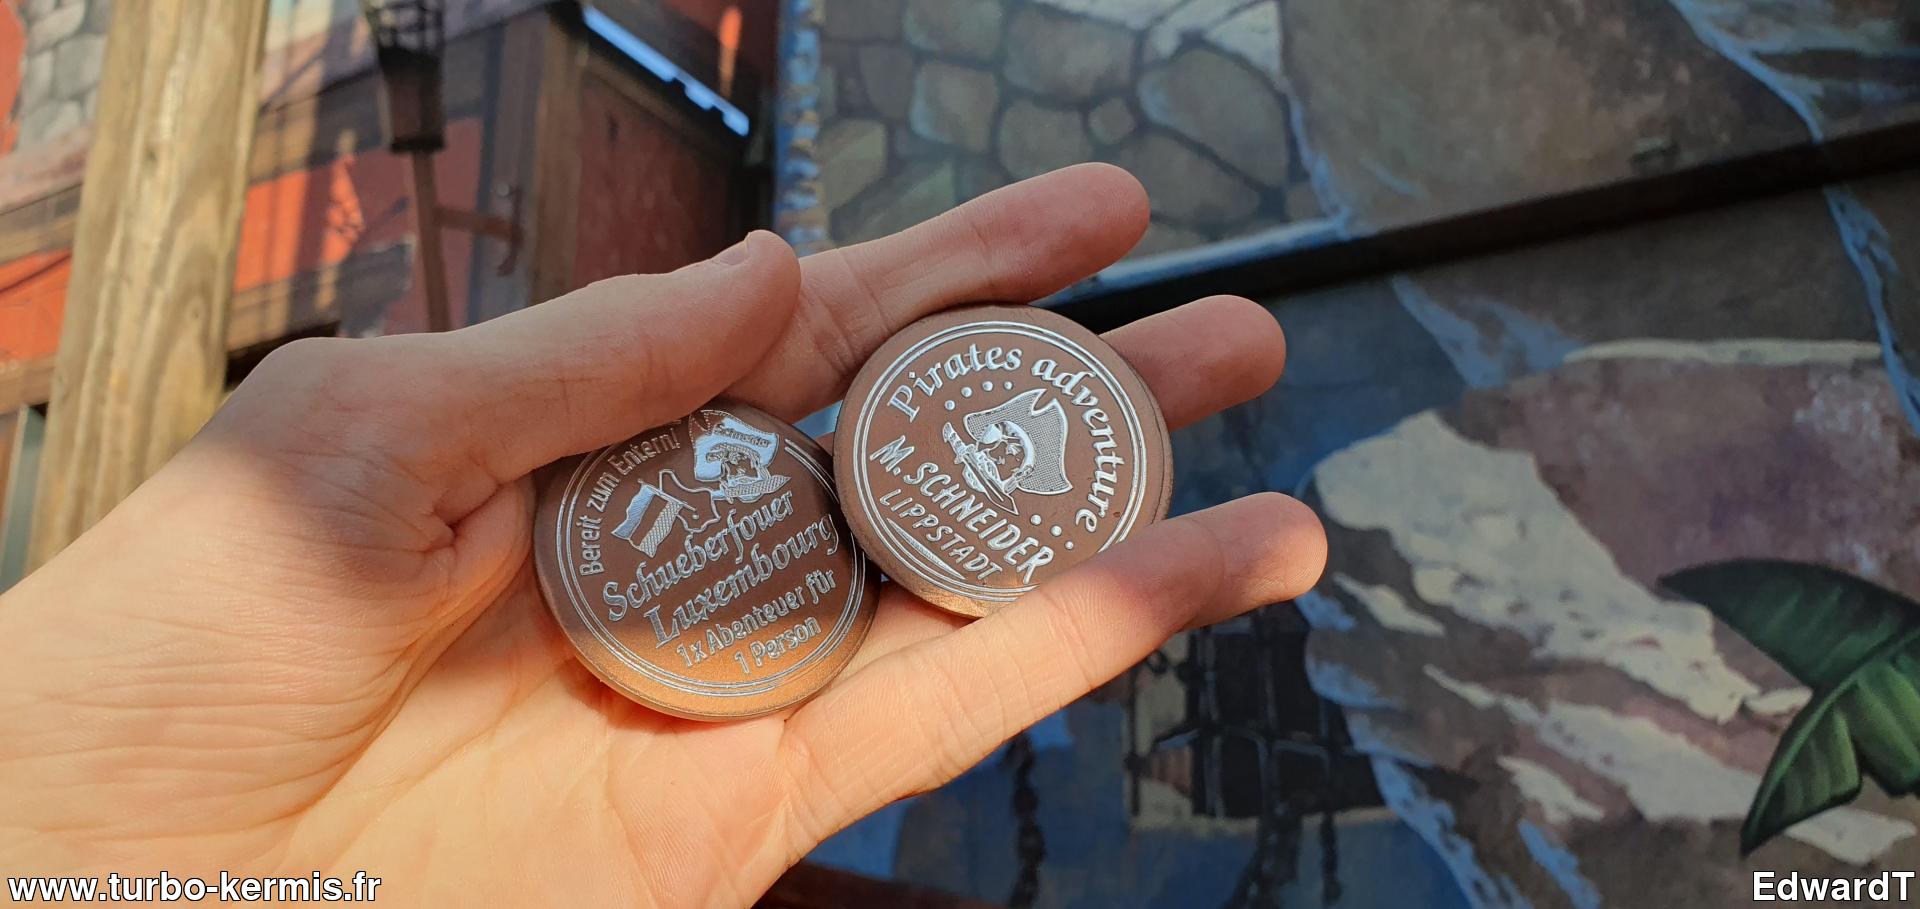 Bereit zum Entern!
Schueberfouer
Luxembourg
1x Abenteuer für
1 Person
Pirates adventure
M. SCHNEIDER
LIPPSTADT
www.turbo-kermis.fr
EdwardT